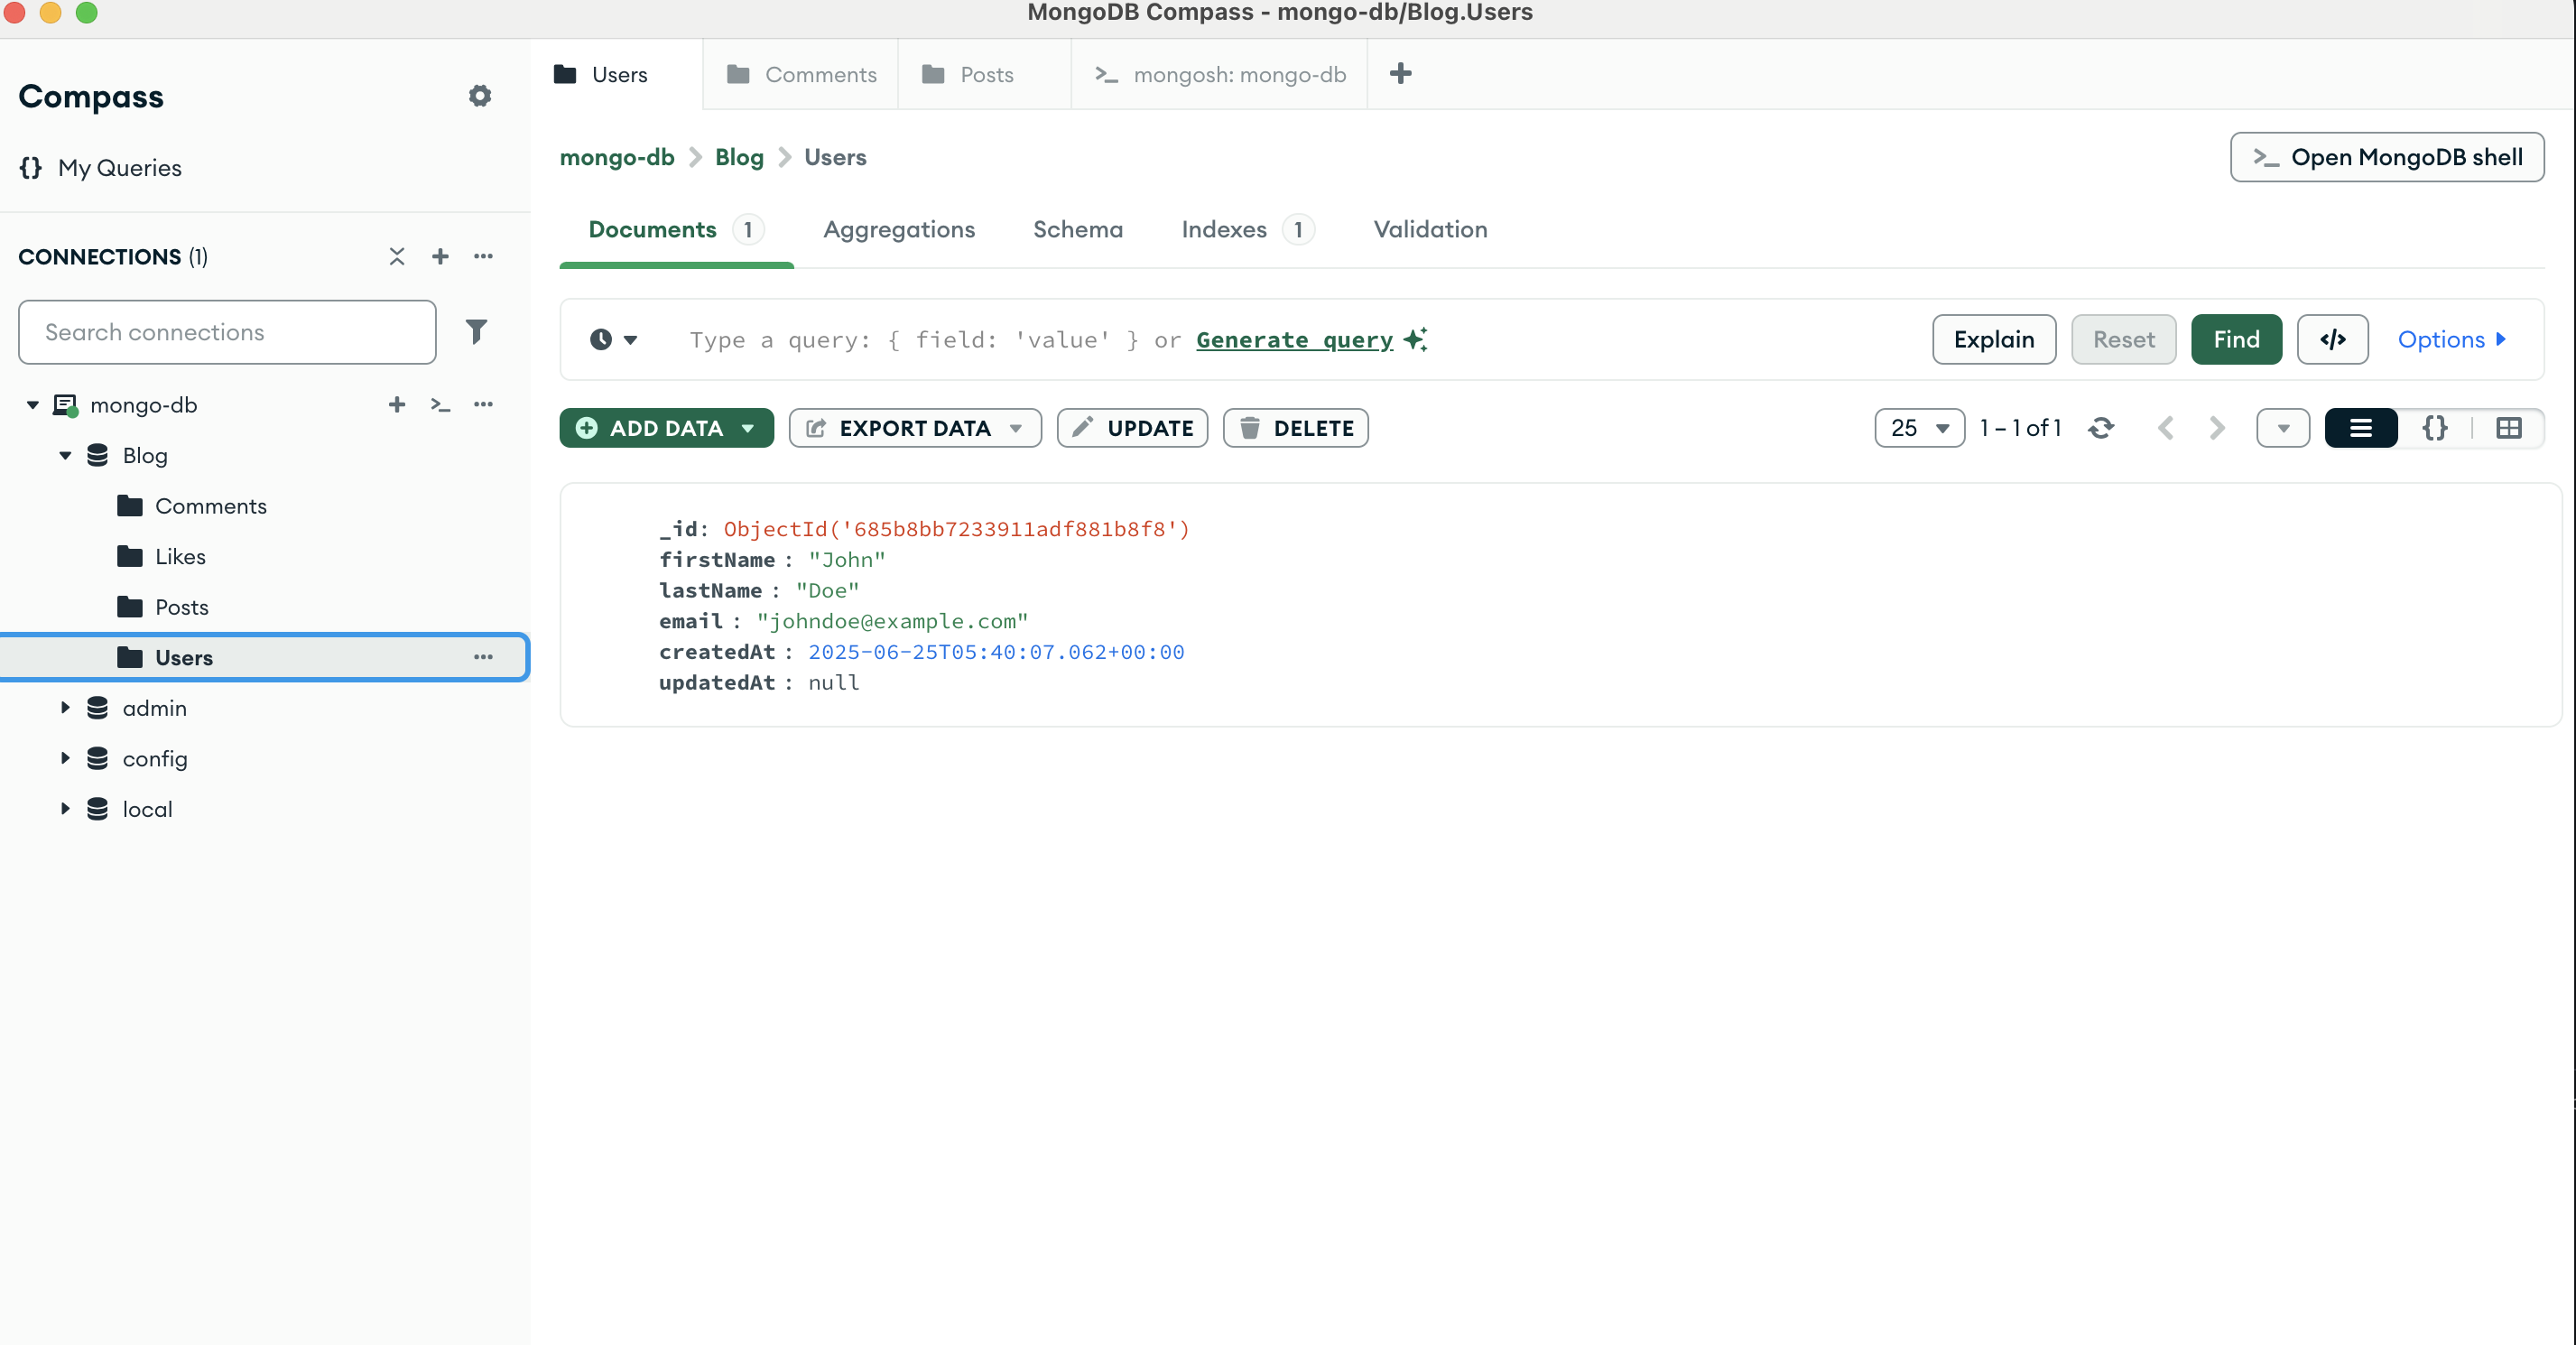 MongoDB Compass - mongo-db/Blog.Users
Compass
{} My Queries
CONNECTIONS (1)
Search connections
mongo-db
Blog
Comments
Likes
Posts
Users
admin
config
local
Users
Comments
Posts
>_ mongosh: mongo-db
mongo-db > Blog > Users
>_ Open MongoDB shell
Documents 1
Aggregations
Schema
Indexes 1
Validation
Type a query: { field: 'value' } or Generate query
Explain
Reset
Find
</>
Options
ADD DATA
EXPORT DATA
UPDATE
DELETE
25
1 – 1 of 1
{}
_id: ObjectId('685b8bb7233911adf881b8f8')
firstName : "John"
lastName : "Doe"
email : "johndoe@example.com"
createdAt : 2025-06-25T05:40:07.062+00:00
updatedAt : null